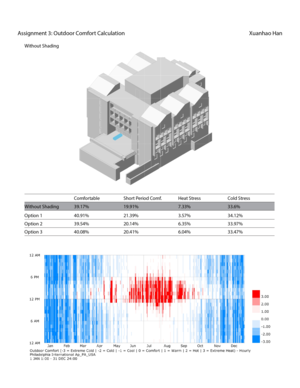 Assignment 3: Outdoor Comfort Calculation Xuanhao Han
Without Shading
Comfortable Short Period Comf. Heat Stress Cold Stress
Without Shading 39.17% 19.91% 7.33% 33.6%
Option 1 40.91% 21.39% 3.57% 34.12%
Option 2 39.54% 20.14% 6.35% 33.97%
Option 3 40.08% 20.41% 6.04% 33.47%
12 AM
6 PM
12 PM
6 AM
12 AM
3.00
2.00
1.00
0.00
-1.00
-2.00
-3.00
Jan Feb Mar Apr May Jun Jul Aug Sep Oct Nov Dec
Outdoor Comfort (-3 = Extreme Cold | -2 = Cold | -1 = Cool | 0 = Comfort | 1 = Warm | 2 = Hot | 3 = Extreme Heat) - Hourly
Philadelphia International Ap_PA_USA
1 JAN 1:00 - 31 DEC 24:00